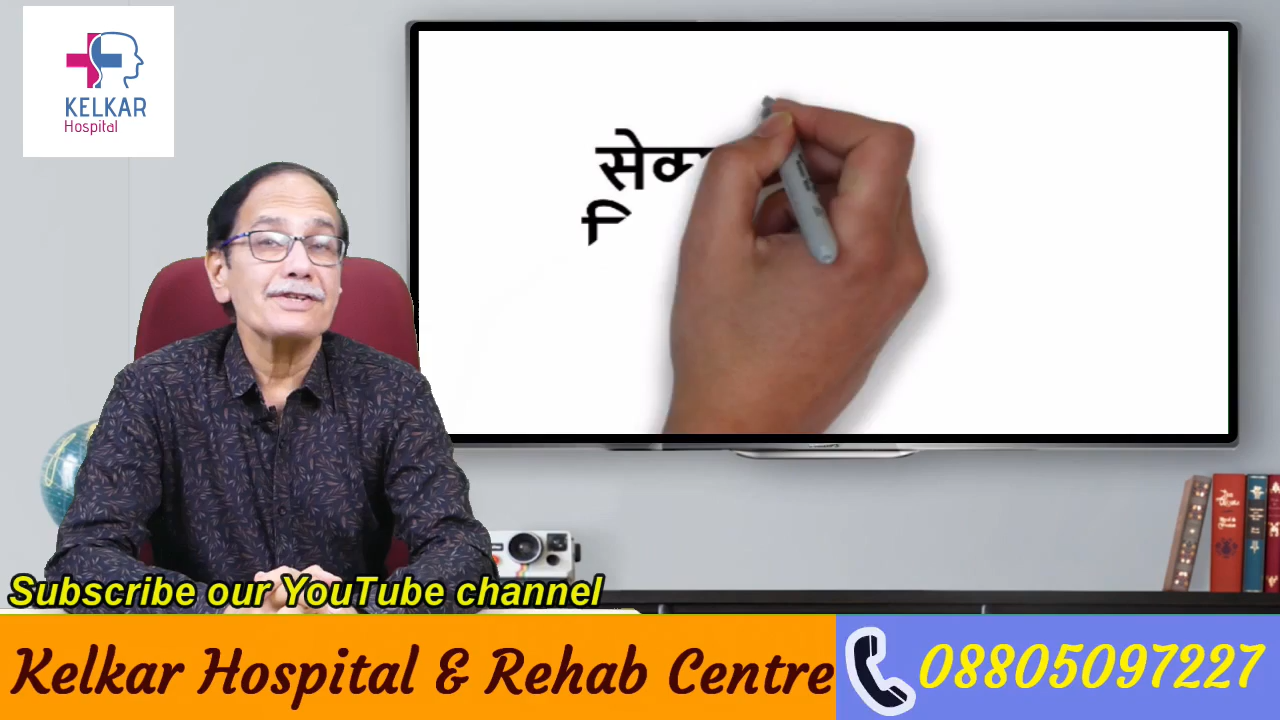 KELKAR
Hospital
Subscribe our YouTube channel
Kelkar Hospital & Rehab Centre
08805097227